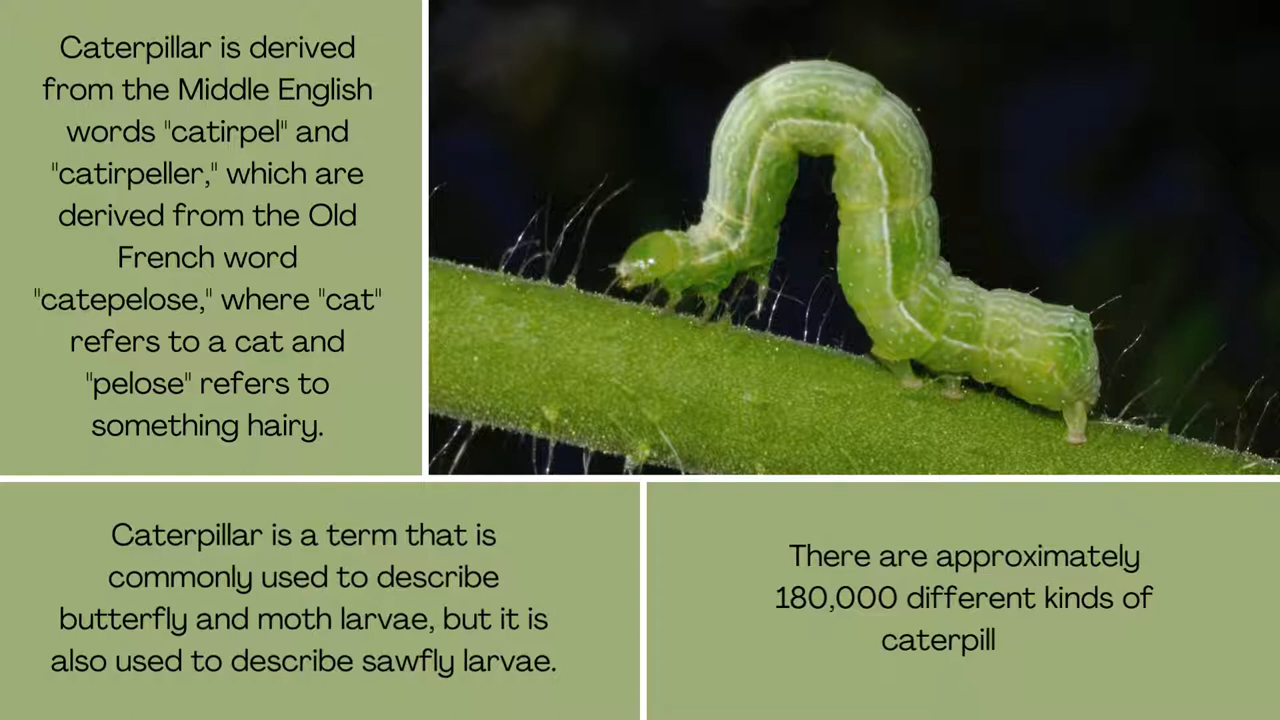 Caterpillar is derived
from the Middle English
words "catirpel" and
"catirpeller," which are
derived from the Old
French word
"catepelose," where "cat"
refers to a cat and
"pelose" refers to
something hairy.
Caterpillar is a term that is
commonly used to describe
butterfly and moth larvae, but it is
also used to describe sawfly larvae.
There are approximately
180,000 different kinds of
caterpill